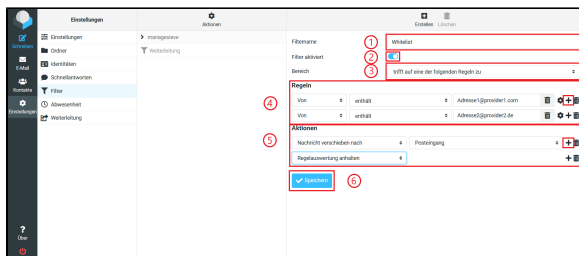 Schreiben
E-Mail
Kontakte
Einstellungen
?
Über
Einstellungen
Einstellungen
Ordner
Identitäten
Schnellantworten
Filter
Abwesenheit
Weiterleitung
Aktionen
managesieve
Weiterleitung
Erstellen Löschen
Filtername 1 Whitelist
Filter aktiviert 2
Bereich 3 trifft auf eine der folgenden Regeln zu
Regeln
4 Von enthält Adresse1@provider1.com
Von enthält Adresse2@provider2.de
Aktionen
5 Nachricht verschieben nach Posteingang
Regelauswertung anhalten
Speichern 6